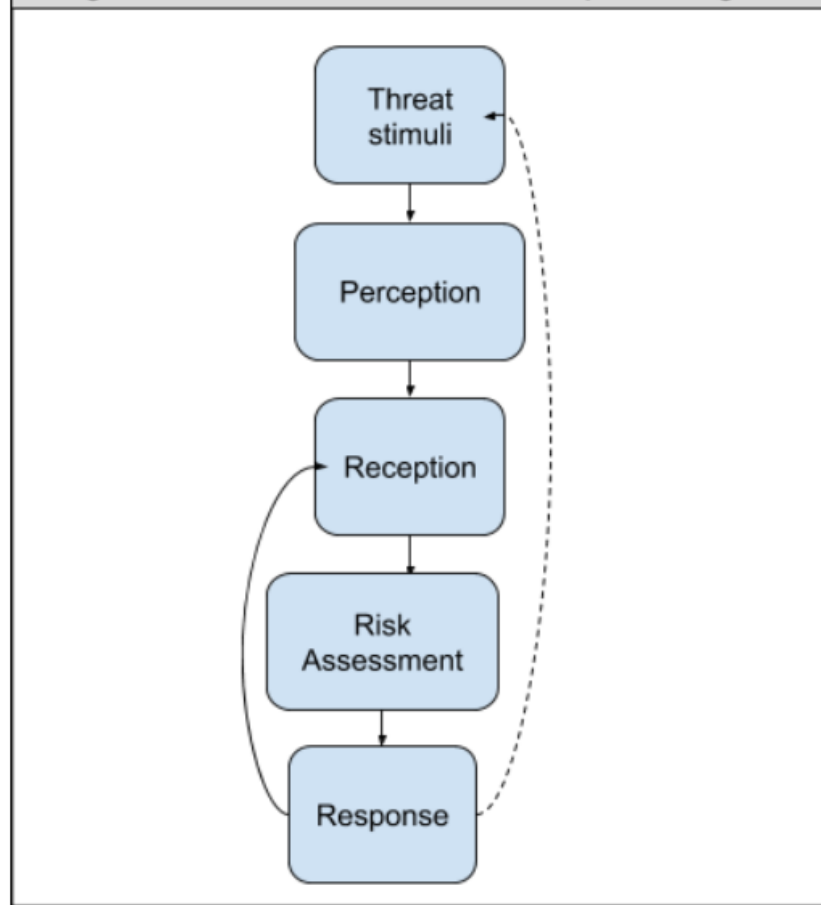 Threat
stimuli
Perception
Reception
Risk
Assessment
Response